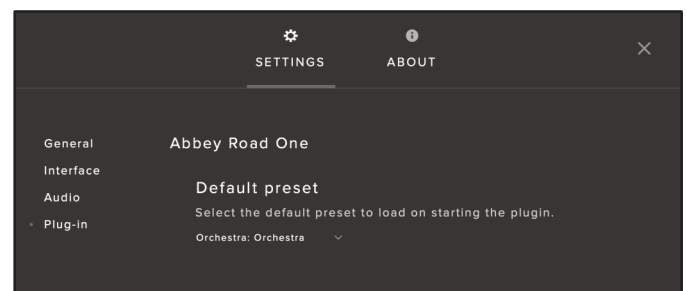 SETTINGS ABOUT
General
Interface
Audio
Plug-in
Abbey Road One
Default preset
Select the default preset to load on starting the plugin.
Orchestra: Orchestra